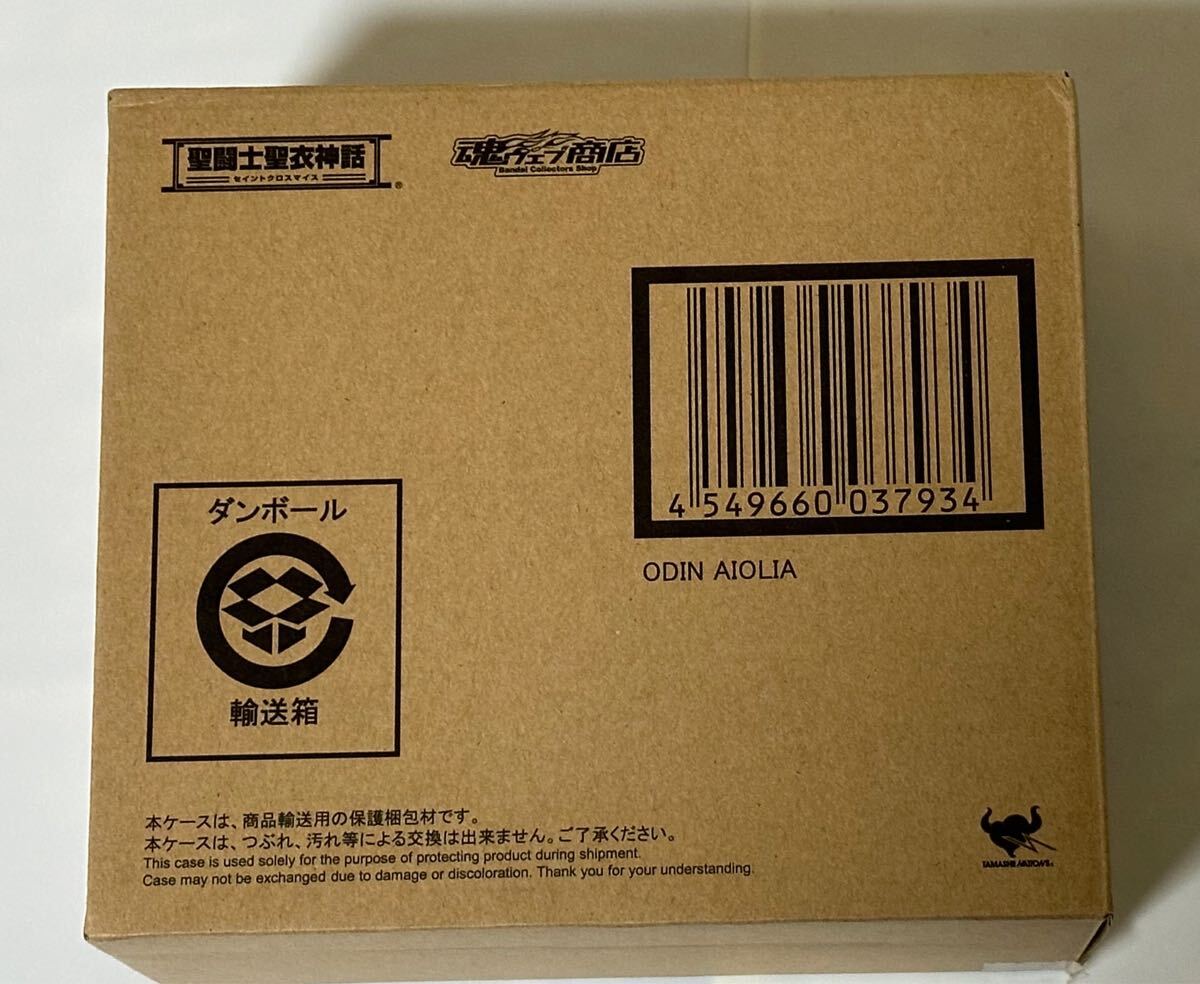 聖闘士聖衣神話
セイントクロスマイス
®
魂ウェブ商店
Bandai Collectors Shop
4 549660 037934
ODIN AIOLIA
ダンボール
輸送箱
本ケースは、商品輸送用の保護梱包材です。
本ケースは、つぶれ、汚れ等による交換は出来ません。ご了承ください。
This case is used solely for the purpose of protecting product during shipment.
Case may not be exchanged due to damage or discoloration. Thank you for your understanding.
TAMASHII NATIONS